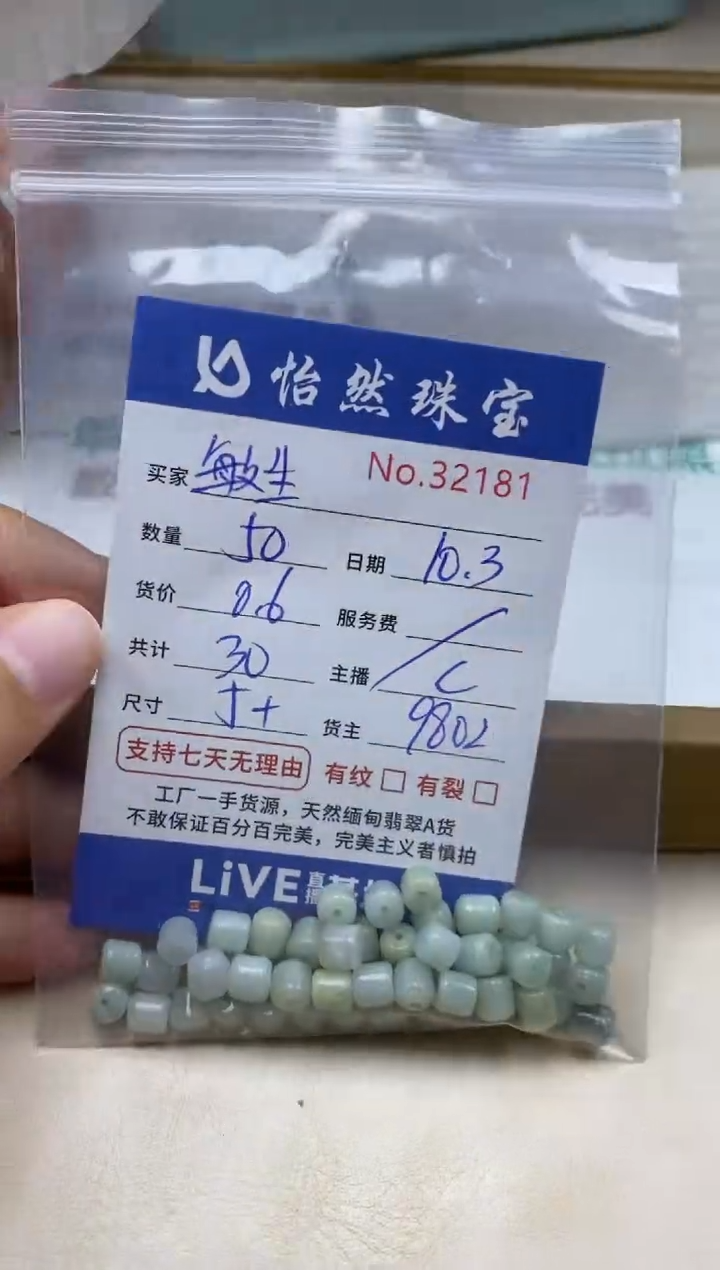 怡然珠宝
买家 敏生 No.32181
数量 50 日期 10.3
货价 0.6 服务费 /
共计 30 主播 C
尺寸 5+ 货主 9802
支持七天无理由 有纹□ 有裂□
工厂一手货源，天然缅甸翡翠A货
不敢保证百分百完美，完美主义者慎拍
LiVE 直播